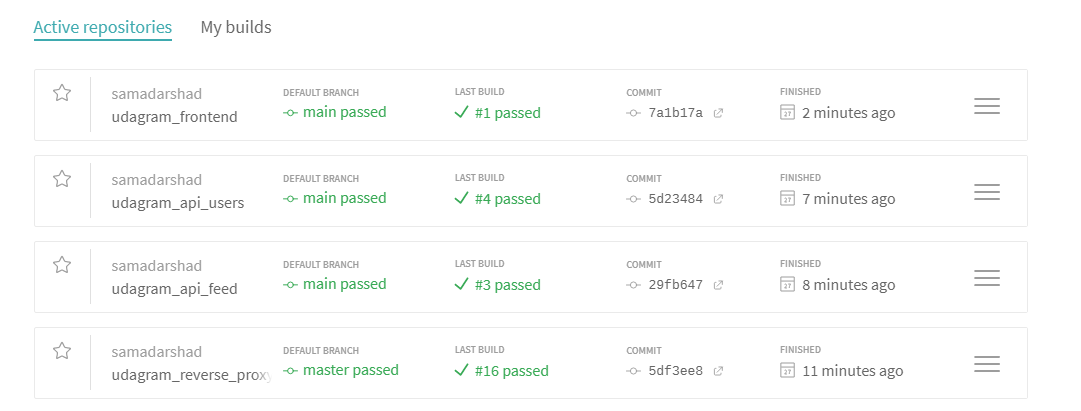 Active repositories My builds
samadarshad DEFAULT BRANCH LAST BUILD COMMIT FINISHED
udagram_frontend main passed #1 passed 7a1b17a 27 2 minutes ago
samadarshad DEFAULT BRANCH LAST BUILD COMMIT FINISHED
udagram_api_users main passed #4 passed 5d23484 27 7 minutes ago
samadarshad DEFAULT BRANCH LAST BUILD COMMIT FINISHED
udagram_api_feed main passed #3 passed 29fb647 27 8 minutes ago
samadarshad DEFAULT BRANCH LAST BUILD COMMIT FINISHED
udagram_reverse_proxy master passed #16 passed 5df3ee8 27 11 minutes ago